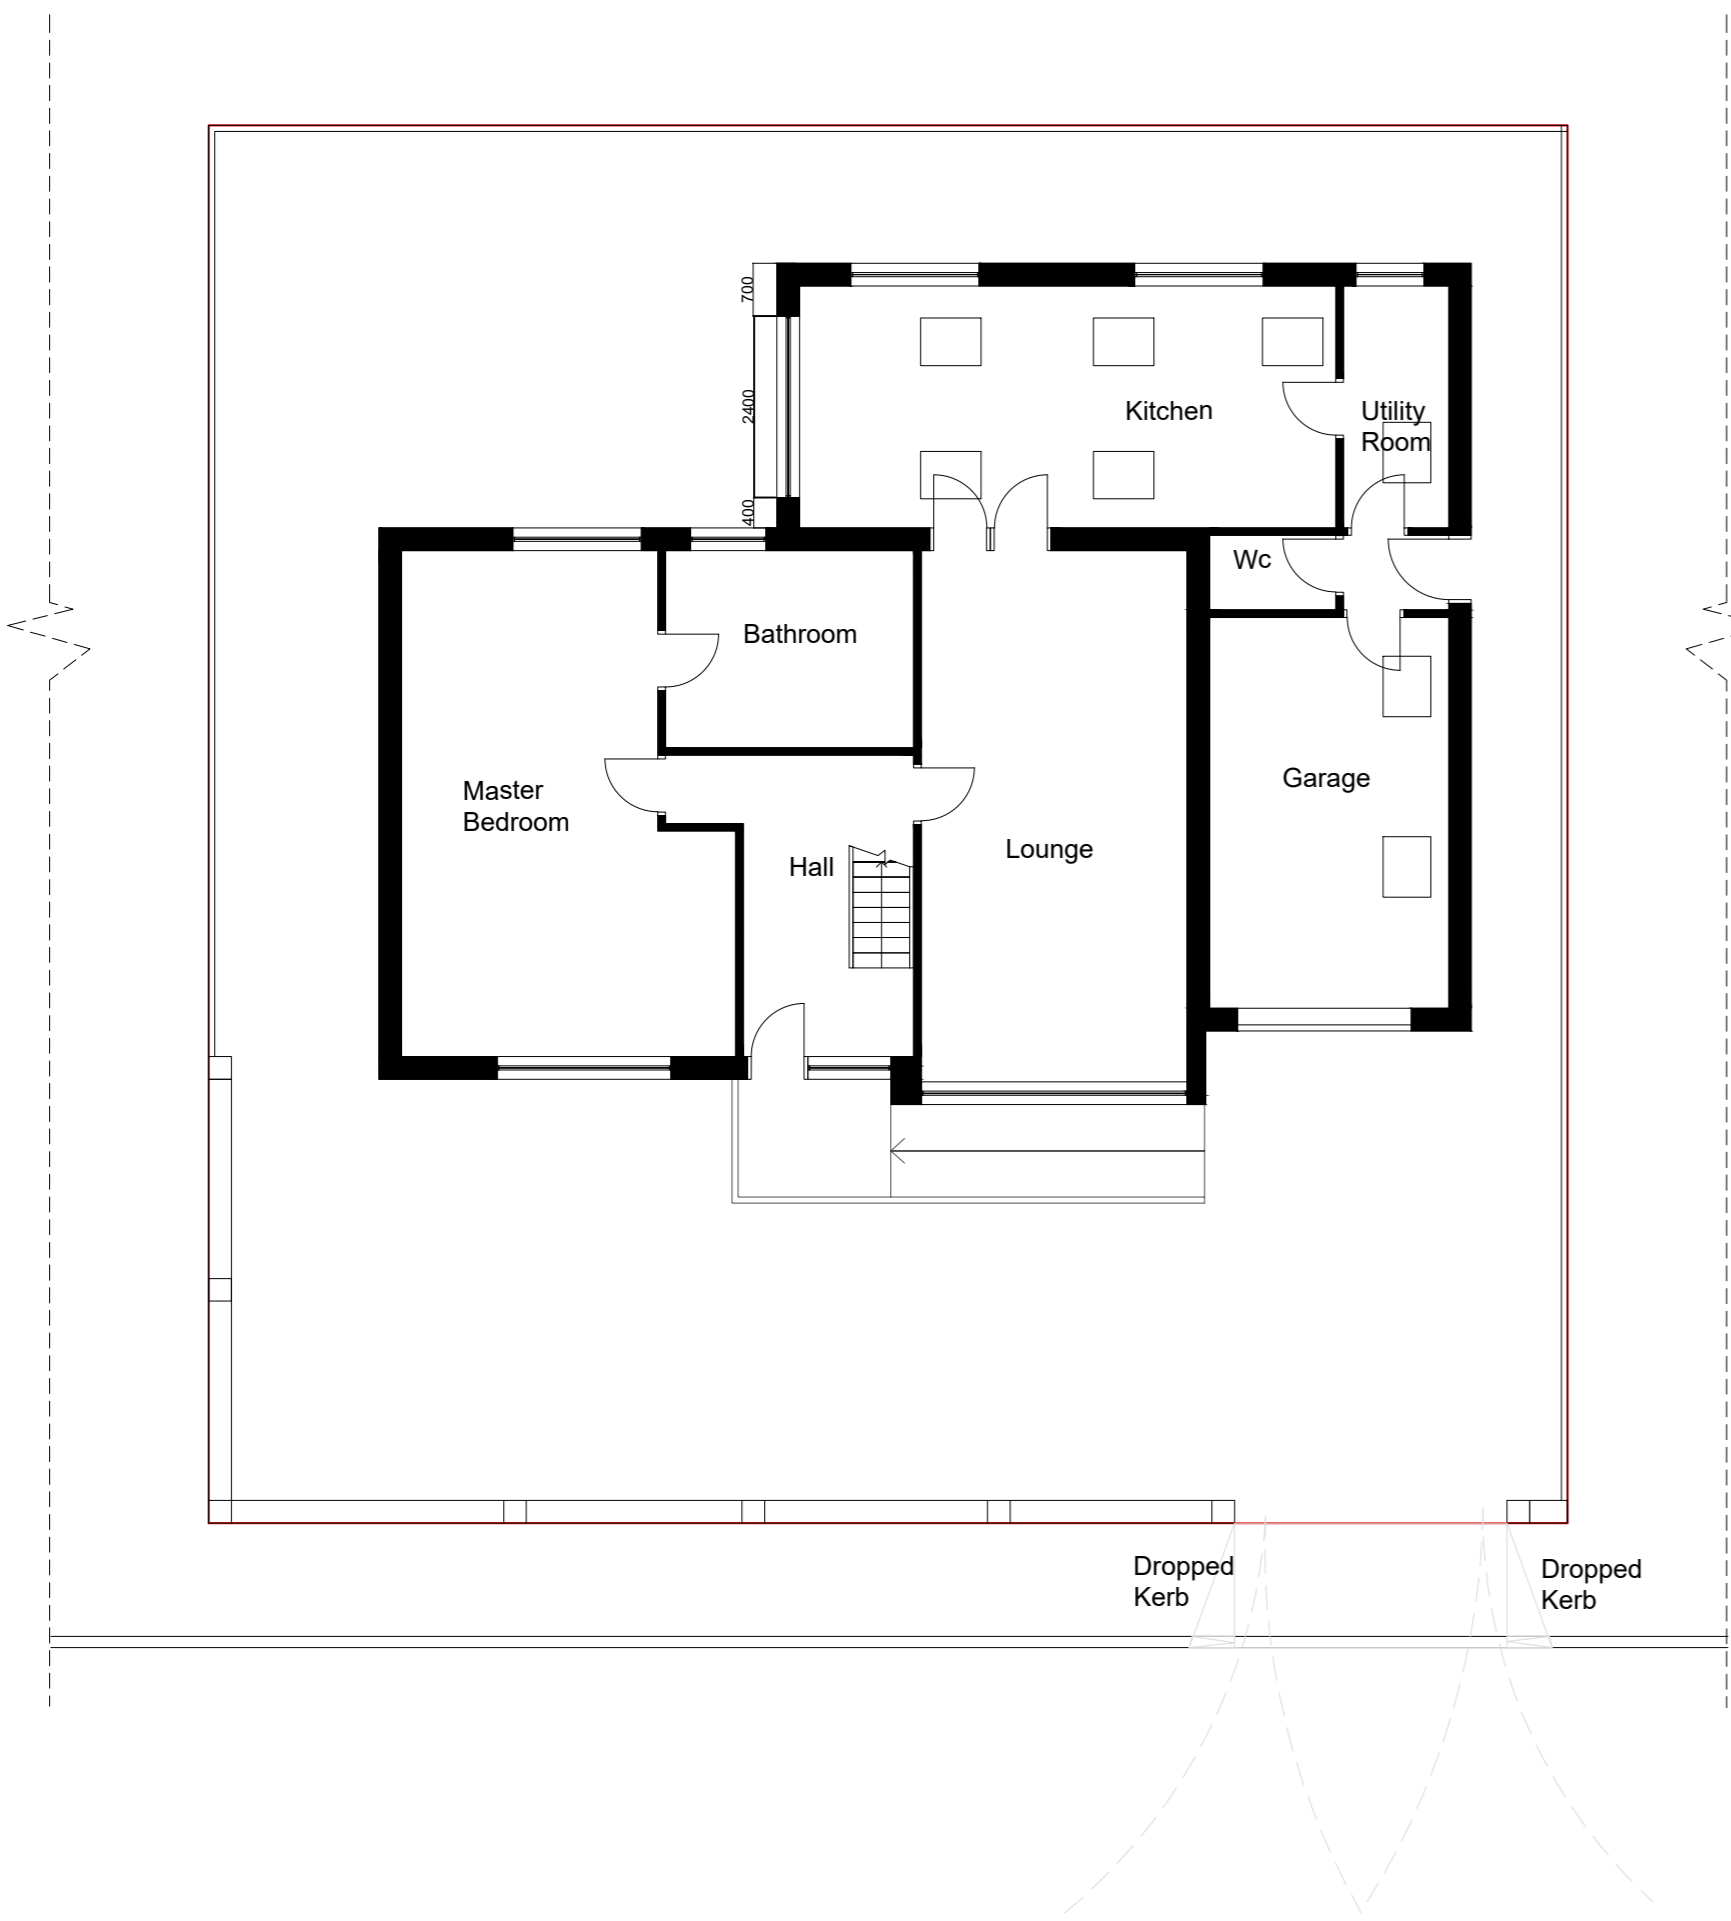 700
2400
400
Kitchen
Utility
Room
Wc
Bathroom
Master
Bedroom
Garage
Lounge
Hall
Dropped
Kerb
Dropped
Kerb